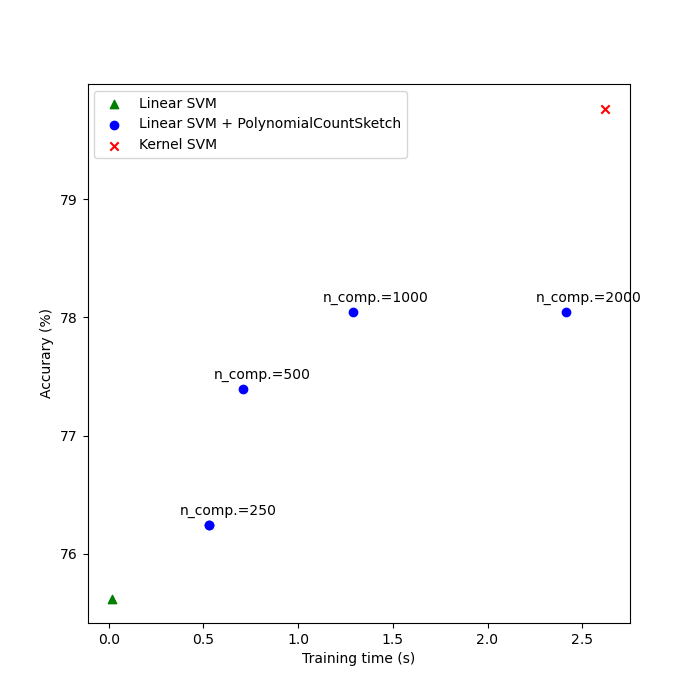 Linear SVM
Linear SVM + PolynomialCountSketch
Kernel SVM
79
n_comp.=1000
n_comp.=2000
78
Accurary (%)
n_comp.=500
77
n_comp.=250
76
0.0 0.5 1.0 1.5 2.0 2.5
Training time (s)